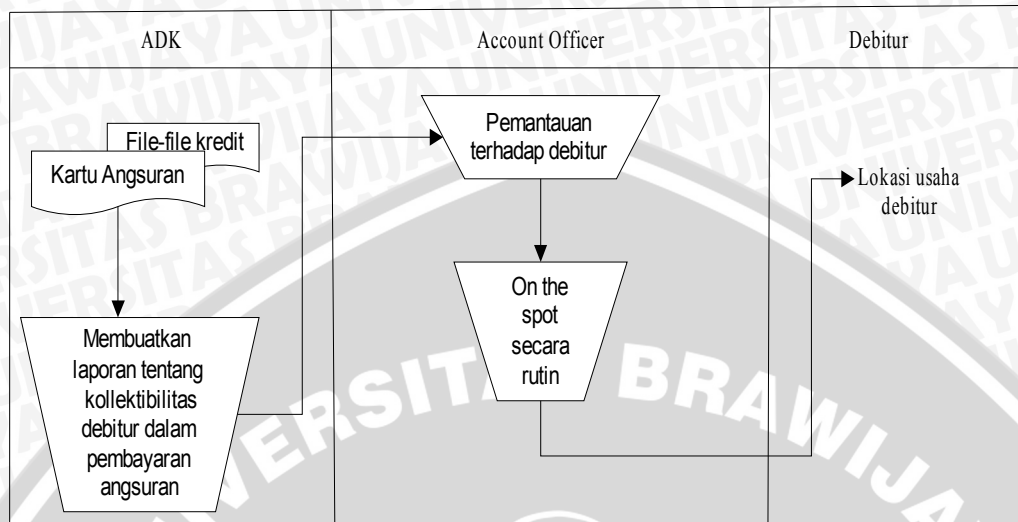 ADK
Account Officer
Debitur
File-file kredit
Kartu Angsuran
Membuatkan
laporan tentang
kollektibilitas
debitur dalam
pembayaran
angsuran
Pemantauan
terhadap debitur
On the
spot
secara
rutin
Lokasi usaha
debitur